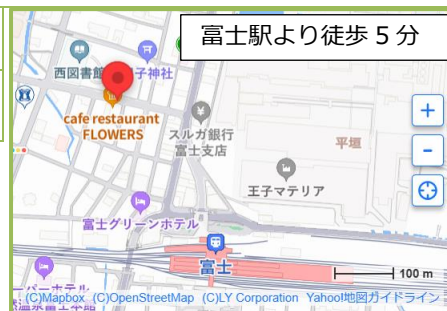 富士駅より徒歩 5 分
西図書館
子神社
cafe restaurant
FLOWERS
スルガ銀行
富士支店
平垣
王子マテリア
+
-
富士グリーンホテル
富士
100 m
(C)Mapbox (C)OpenStreetMap (C)LY Corporation Yahoo!地図ガイドライン